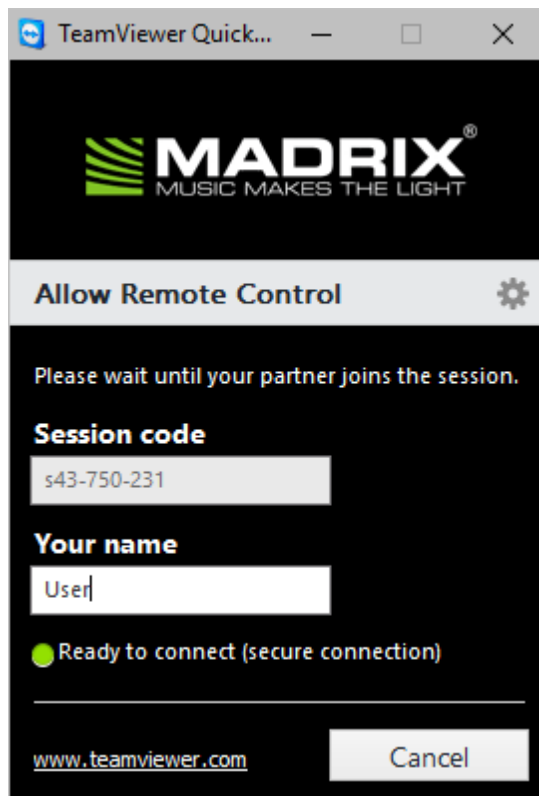 TeamViewer Quick...
MADRIX®
MUSIC MAKES THE LIGHT
Allow Remote Control
Please wait until your partner joins the session.
Session code
s43-750-231
Your name
User
Ready to connect (secure connection)
www.teamviewer.com
Cancel